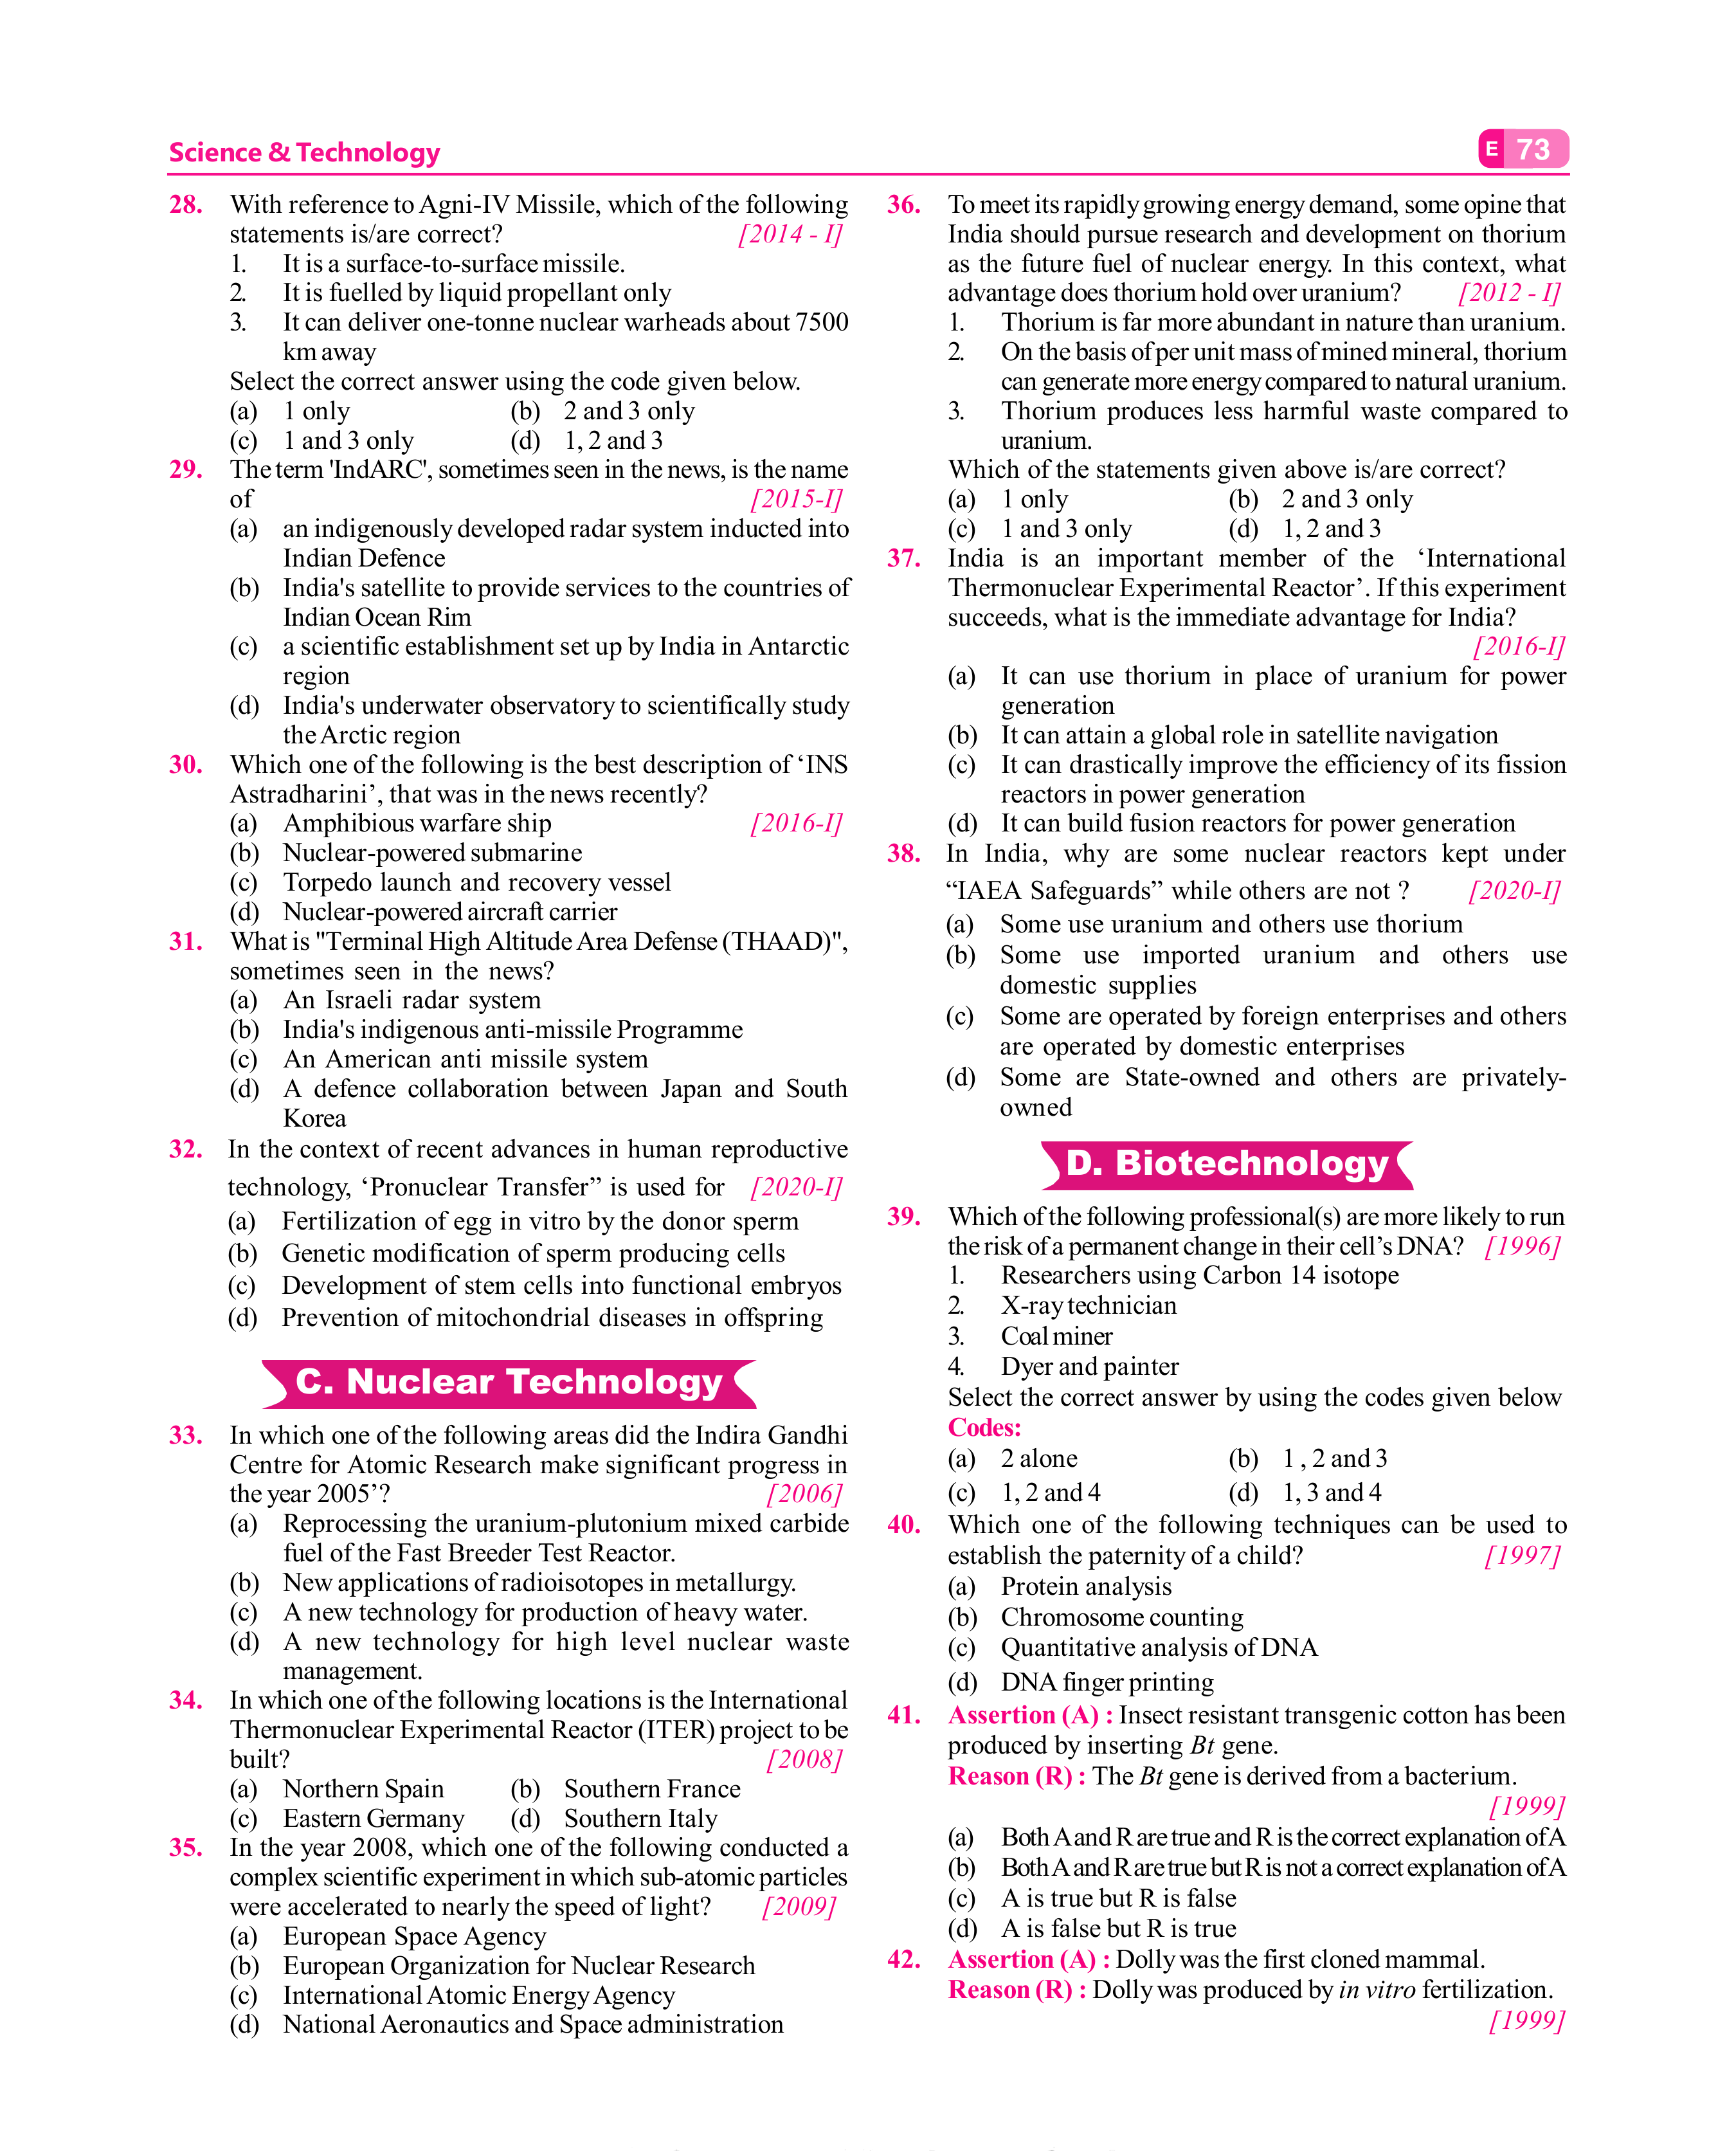 Science & Technology
E 73
28. With reference to Agni-IV Missile, which of the following
statements is/are correct? [2014 - I]
1. It is a surface-to-surface missile.
2. It is fuelled by liquid propellant only
3. It can deliver one-tonne nuclear warheads about 7500
km away
Select the correct answer using the code given below.
(a) 1 only (b) 2 and 3 only
(c) 1 and 3 only (d) 1, 2 and 3
29. The term 'IndARC', sometimes seen in the news, is the name
of [2015-I]
(a) an indigenously developed radar system inducted into
Indian Defence
(b) India's satellite to provide services to the countries of
Indian Ocean Rim
(c) a scientific establishment set up by India in Antarctic
region
(d) India's underwater observatory to scientifically study
the Arctic region
30. Which one of the following is the best description of ‘INS
Astradharini’, that was in the news recently?
(a) Amphibious warfare ship [2016-I]
(b) Nuclear-powered submarine
(c) Torpedo launch and recovery vessel
(d) Nuclear-powered aircraft carrier
31. What is "Terminal High Altitude Area Defense (THAAD)",
sometimes seen in the news?
(a) An Israeli radar system
(b) India's indigenous anti-missile Programme
(c) An American anti missile system
(d) A defence collaboration between Japan and South
Korea
32. In the context of recent advances in human reproductive
technology, ‘Pronuclear Transfer” is used for [2020-I]
(a) Fertilization of egg in vitro by the donor sperm
(b) Genetic modification of sperm producing cells
(c) Development of stem cells into functional embryos
(d) Prevention of mitochondrial diseases in offspring
C. Nuclear Technology
33. In which one of the following areas did the Indira Gandhi
Centre for Atomic Research make significant progress in
the year 2005’? [2006]
(a) Reprocessing the uranium-plutonium mixed carbide
fuel of the Fast Breeder Test Reactor.
(b) New applications of radioisotopes in metallurgy.
(c) A new technology for production of heavy water.
(d) A new technology for high level nuclear waste
management.
34. In which one of the following locations is the International
Thermonuclear Experimental Reactor (ITER) project to be
built? [2008]
(a) Northern Spain (b) Southern France
(c) Eastern Germany (d) Southern Italy
35. In the year 2008, which one of the following conducted a
complex scientific experiment in which sub-atomic particles
were accelerated to nearly the speed of light? [2009]
(a) European Space Agency
(b) European Organization for Nuclear Research
(c) International Atomic Energy Agency
(d) National Aeronautics and Space administration
36. To meet its rapidly growing energy demand, some opine that
India should pursue research and development on thorium
as the future fuel of nuclear energy. In this context, what
advantage does thorium hold over uranium? [2012 - I]
1. Thorium is far more abundant in nature than uranium.
2. On the basis of per unit mass of mined mineral, thorium
can generate more energy compared to natural uranium.
3. Thorium produces less harmful waste compared to
uranium.
Which of the statements given above is/are correct?
(a) 1 only (b) 2 and 3 only
(c) 1 and 3 only (d) 1, 2 and 3
37. India is an important member of the ‘International
Thermonuclear Experimental Reactor’. If this experiment
succeeds, what is the immediate advantage for India?
[2016-I]
(a) It can use thorium in place of uranium for power
generation
(b) It can attain a global role in satellite navigation
(c) It can drastically improve the efficiency of its fission
reactors in power generation
(d) It can build fusion reactors for power generation
38. In India, why are some nuclear reactors kept under
“IAEA Safeguards” while others are not ? [2020-I]
(a) Some use uranium and others use thorium
(b) Some use imported uranium and others use
domestic supplies
(c) Some are operated by foreign enterprises and others
are operated by domestic enterprises
(d) Some are State-owned and others are privately-
owned
D. Biotechnology
39. Which of the following professional(s) are more likely to run
the risk of a permanent change in their cell’s DNA? [1996]
1. Researchers using Carbon 14 isotope
2. X-ray technician
3. Coal miner
4. Dyer and painter
Select the correct answer by using the codes given below
Codes:
(a) 2 alone (b) 1 , 2 and 3
(c) 1, 2 and 4 (d) 1, 3 and 4
40. Which one of the following techniques can be used to
establish the paternity of a child? [1997]
(a) Protein analysis
(b) Chromosome counting
(c) Quantitative analysis of DNA
(d) DNA finger printing
41. Assertion (A) : Insect resistant transgenic cotton has been
produced by inserting Bt gene.
Reason (R) : The Bt gene is derived from a bacterium.
[1999]
(a) Both A and R are true and R is the correct explanation of A
(b) Both A and R are true but R is not a correct explanation of A
(c) A is true but R is false
(d) A is false but R is true
42. Assertion (A) : Dolly was the first cloned mammal.
Reason (R) : Dolly was produced by in vitro fertilization.
[1999]